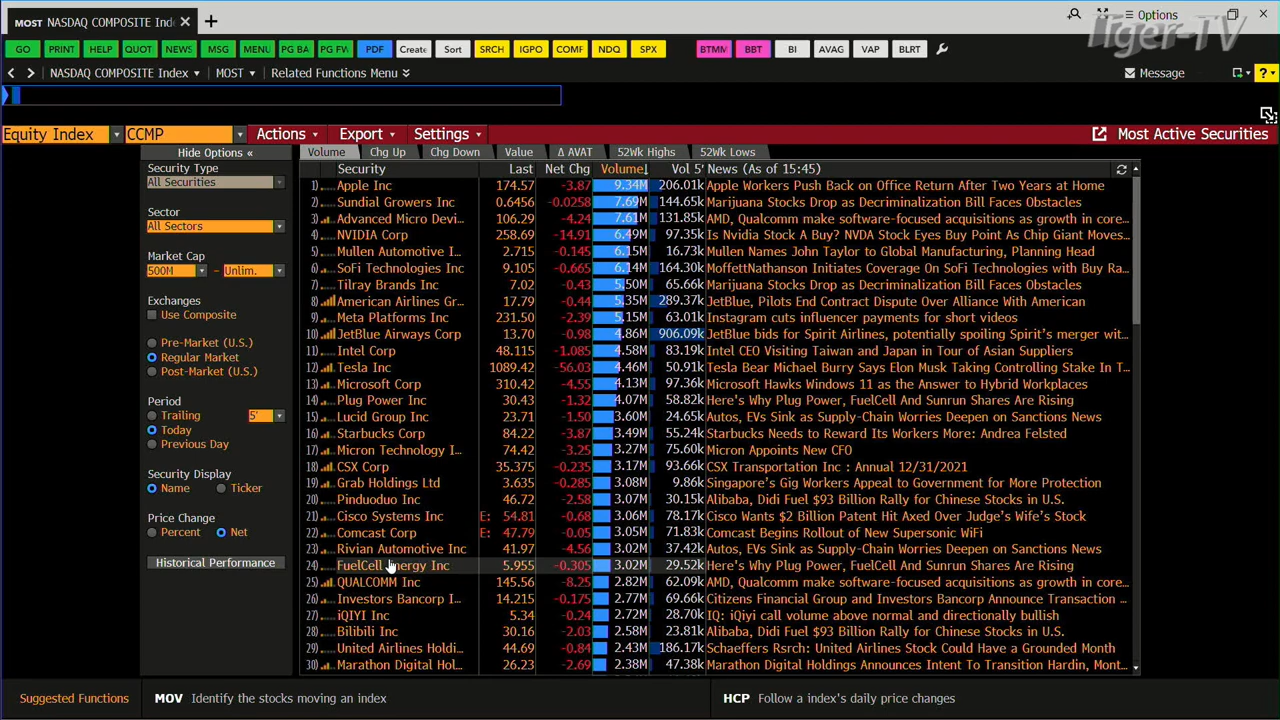 MOST NASDAQ COMPOSITE Inde × +
Options
Tiger-TV
GO PRINT HELP QUOT NEWS MSG MENU PG BA PG FW PDF Create Sort SRCH IGPO COMF NDQ SPX BTMM BBT BI AVAG VAP BLRT
NASDAQ COMPOSITE Index MOST Related Functions Menu Message ?
Equity Index CCMP Actions Export Settings Most Active Securities
Hide Options « Volume Chg Up Chg Down Value Δ AVAT 52Wk Highs 52Wk Lows
Security Type
All Securities
Sector
All Sectors
Market Cap
500M – Unlim.
Exchanges
Use Composite
Pre-Market (U.S.)
Regular Market
Post-Market (U.S.)
Period
Trailing 5'
Today
Previous Day
Security Display
Name Ticker
Price Change
Percent Net
Historical Performance
Security Last Net Chg Volume↓ Vol 5' News (As of 15:45)
1) Apple Inc 174.57 -3.87 9.34M 206.01k Apple Workers Push Back on Office Return After Two Years at Home
2) Sundial Growers Inc 0.6456 -0.0258 7.69M 144.65k Marijuana Stocks Drop as Decriminalization Bill Faces Obstacles
3) Advanced Micro Devi... 106.29 -4.24 7.61M 131.85k AMD, Qualcomm make software-focused acquisitions as growth in core...
4) NVIDIA Corp 258.69 -14.91 6.49M 97.35k Is Nvidia Stock A Buy? NVDA Stock Eyes Buy Point As Chip Giant Moves...
5) Mullen Automotive I... 2.715 -0.145 6.15M 16.73k Mullen Names John Taylor to Global Manufacturing, Planning Head
6) SoFi Technologies Inc 9.105 -0.665 6.14M 164.30k MoffettNathanson Initiates Coverage On SoFi Technologies with Buy Ra...
7) Tilray Brands Inc 7.02 -0.43 5.50M 65.66k Marijuana Stocks Drop as Decriminalization Bill Faces Obstacles
8) American Airlines Gr... 17.79 -0.44 5.35M 289.37k JetBlue, Pilots End Contract Dispute Over Alliance With American
9) Meta Platforms Inc 231.50 -2.39 5.15M 63.01k Instagram cuts influencer payments for short videos
10) JetBlue Airways Corp 13.70 -0.98 4.86M 906.09k JetBlue bids for Spirit Airlines, potentially spoiling Spirit's merger wit...
11) Intel Corp 48.115 -1.085 4.58M 83.19k Intel CEO Visiting Taiwan and Japan in Tour of Asian Suppliers
12) Tesla Inc 1089.42 -56.03 4.46M 50.91k Tesla Bear Michael Burry Says Elon Musk Taking Controlling Stake In T...
13) Microsoft Corp 310.42 -4.55 4.13M 97.36k Microsoft Hawks Windows 11 as the Answer to Hybrid Workplaces
14) Plug Power Inc 30.43 -1.32 4.07M 58.82k Here's Why Plug Power, FuelCell And Sunrun Shares Are Rising
15) Lucid Group Inc 23.71 -1.50 3.60M 24.65k Autos, EVs Sink as Supply-Chain Worries Deepen on Sanctions News
16) Starbucks Corp 84.22 -3.87 3.49M 55.24k Starbucks Needs to Reward Its Workers More: Andrea Felsted
17) Micron Technology I... 74.42 -3.25 3.27M 75.60k Micron Appoints New CFO
18) CSX Corp 35.375 -0.235 3.17M 93.66k CSX Transportation Inc : Annual 12/31/2021
19) Grab Holdings Ltd 3.635 -0.285 3.08M 9.86k Singapore's Gig Workers Appeal to Government for More Protection
20) Pinduoduo Inc 46.72 -2.58 3.07M 30.15k Alibaba, Didi Fuel $93 Billion Rally for Chinese Stocks in U.S.
21) Cisco Systems Inc E: 54.81 -0.68 3.06M 78.17k Cisco Wants $2 Billion Patent Hit Axed Over Judge's Wife's Stock
22) Comcast Corp E: 47.79 -0.05 3.05M 71.83k Comcast Begins Rollout of Supersonic WiFi
23) Rivian Automotive Inc 41.97 -4.56 3.02M 37.42k Autos, EVs Sink as Supply-Chain Worries Deepen on Sanctions News
24) FuelCell Energy Inc 5.955 -0.305 3.02M 29.52k Here's Why Plug Power, FuelCell And Sunrun Shares Are Rising
25) QUALCOMM Inc 145.56 -8.25 2.82M 62.09k AMD, Qualcomm make software-focused acquisitions as growth in core...
26) Investors Bancorp I... 14.215 -0.175 2.77M 69.66k Citizens Financial Group and Investors Bancorp Announce Transaction ...
27) iQIYI Inc 5.34 -0.24 2.72M 28.70k IQ: iQiyi call volume above normal and directionally bullish
28) Bilibili Inc 30.16 -2.03 2.58M 23.81k Alibaba, Didi Fuel $93 Billion Rally for Chinese Stocks in U.S.
29) United Airlines Holdi... 44.69 -0.84 2.43M 186.17k Schaeffers Rsrch: United Airlines Stock Could Have a Grounded Month
30) Marathon Digital Hol... 26.23 -2.69 2.38M 47.38k Marathon Digital Holdings Announces Intent To Transition Hardin, Mont...
Suggested Functions MOV Identify the stocks moving an index HCP Follow a index's daily price changes